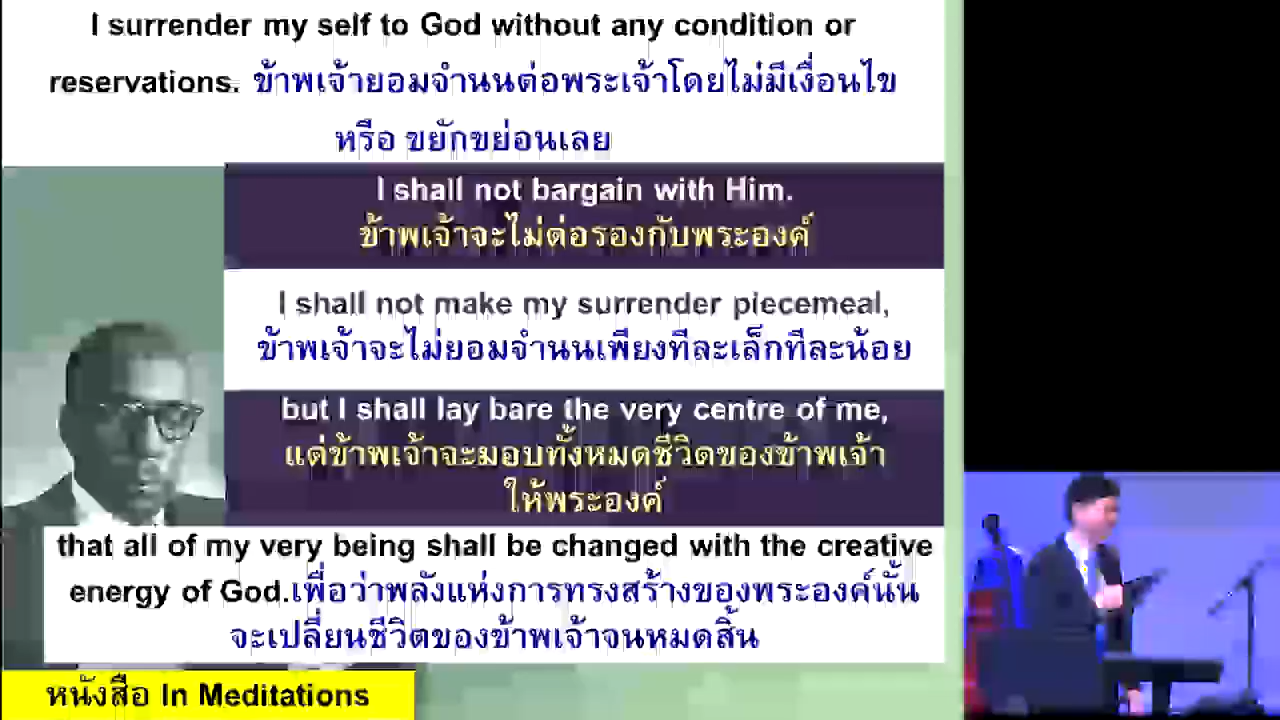 I surrender my self to God without any condition or
reservations. ข้าพเจ้ายอมจำนนต่อพระเจ้าโดยไม่มีเงื่อนไข
หรือ ขยักขย่อนเลย
I shall not bargain with Him.
ข้าพเจ้าจะไม่ต่อรองกับพระองค์
I shall not make my surrender piecemeal,
ข้าพเจ้าจะไม่ยอมจำนนเพียงทีละเล็กทีละน้อย
but I shall lay bare the very centre of me,
แต่ข้าพเจ้าจะมอบทั้งหมดชีวิตของข้าพเจ้า
ให้พระองค์
that all of my very being shall be changed with the creative
energy of God.เพื่อว่าพลังแห่งการทรงสร้างของพระองค์นั้น
จะเปลี่ยนชีวิตของข้าพเจ้าจนหมดสิ้น
หนังสือ In Meditations